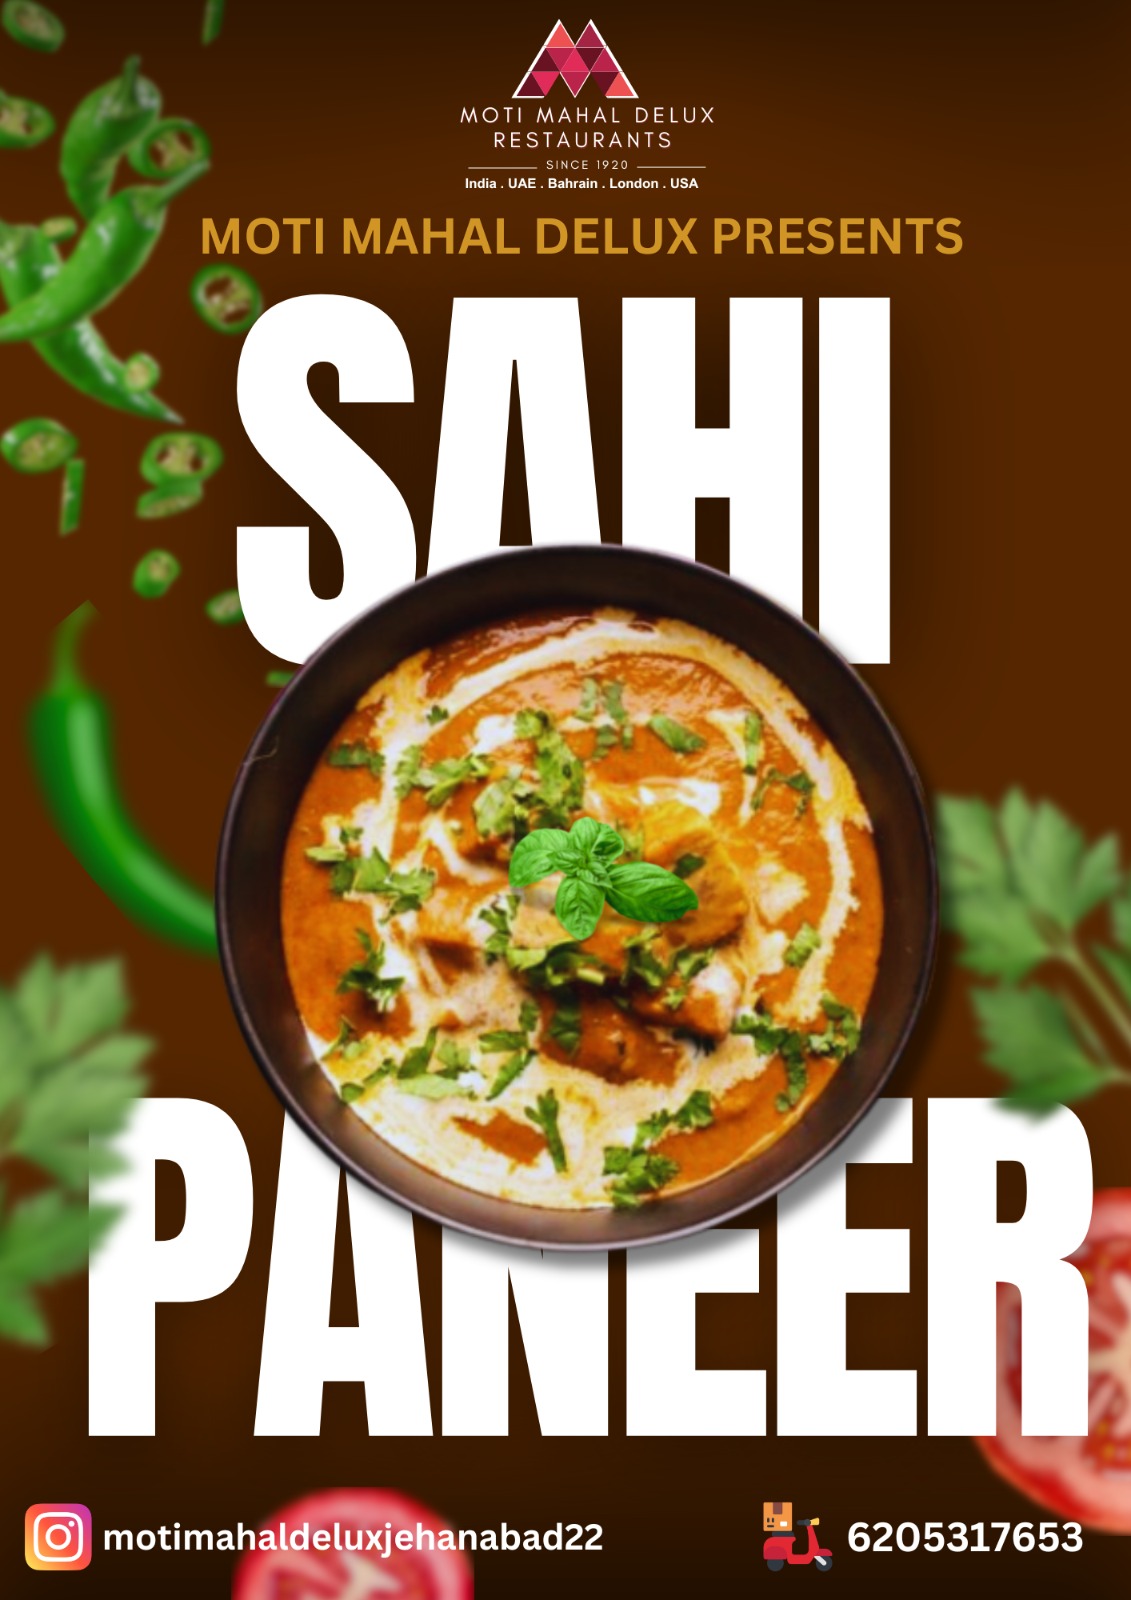 MOTI MAHAL DELUX
RESTAURANTS
SINCE 1920
India . UAE . Bahrain . London . USA
MOTI MAHAL DELUX PRESENTS
SAHI
PANEER
motimahaldeluxjehanabad22
6205317653